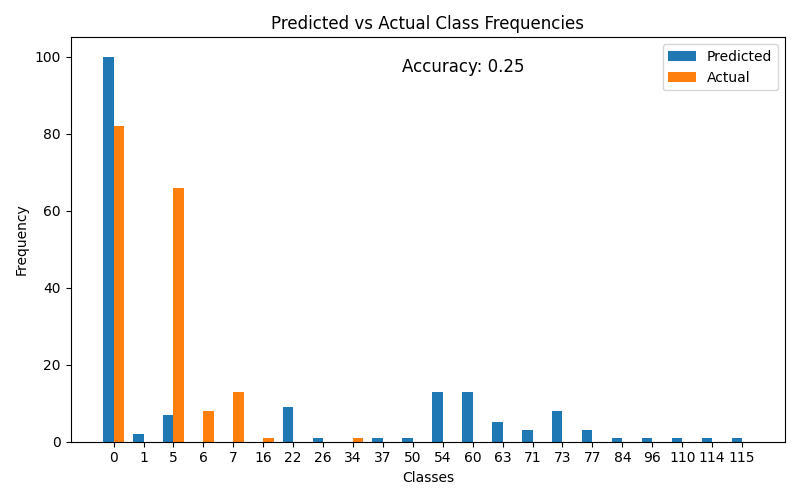 Predicted vs Actual Class Frequencies
Accuracy: 0.25
Predicted
Actual
Frequency
100
80
60
40
20
0
0 1 5 6 7 16 22 26 34 37 50 54 60 63 71 73 77 84 96 110 114 115
Classes